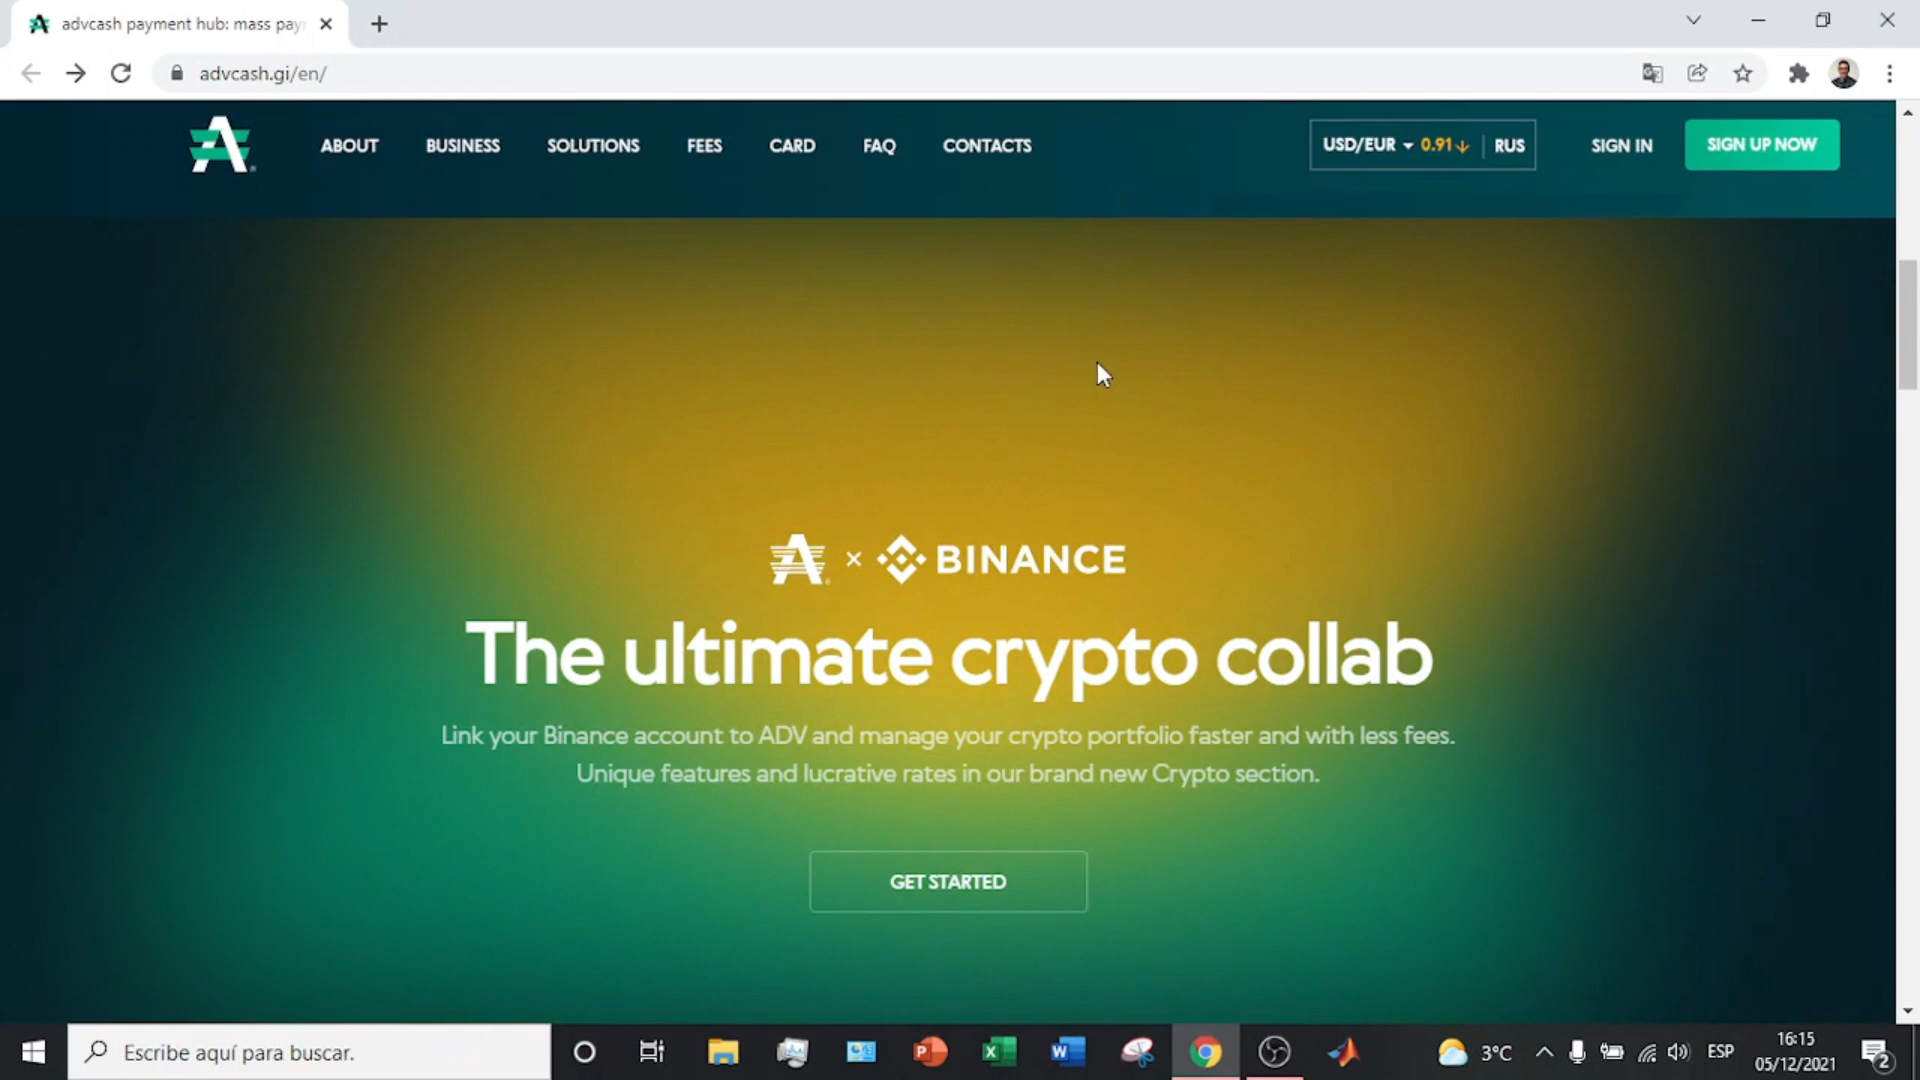 advcash payment hub: mass pay
advcash.gi/en/
ABOUT BUSINESS SOLUTIONS FEES CARD FAQ CONTACTS USD/EUR 0.91 RUS SIGN IN SIGN UP NOW
A × BINANCE
The ultimate crypto collab
Link your Binance account to ADV and manage your crypto portfolio faster and with less fees.
Unique features and lucrative rates in our brand new Crypto section.
GET STARTED
Escribe aquí para buscar.
3°C
ESP
16:15
05/12/2021
2